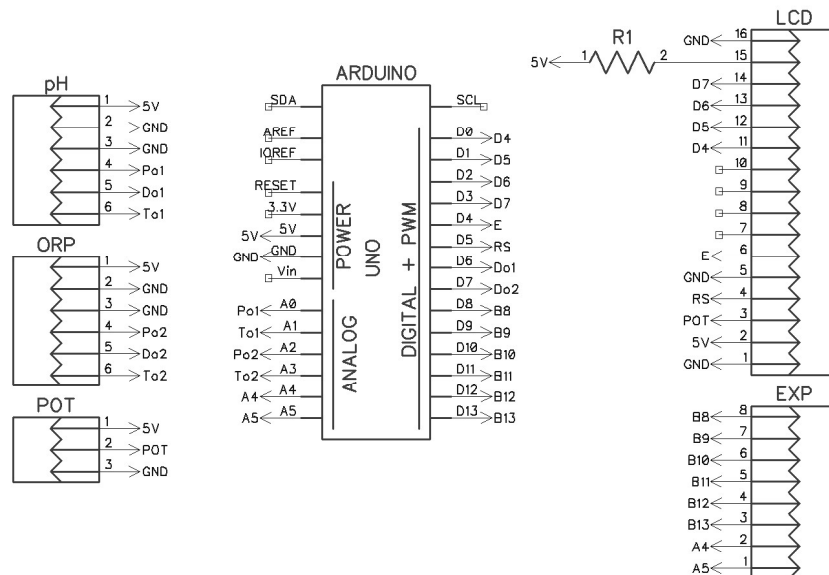 pH
1 5V
2 GND
3 GND
4 Po1
5 Do1
6 To1
ORP
1 5V
2 GND
3 GND
4 Po2
5 Do2
6 To2
POT
1 5V
2 POT
3 GND
ARDUINO
SDA
AREF
IOREF
RESET
3.3V
5V 5V
GND GND
Vin
Po1 A0
To1 A1
Po2 A2
To2 A3
A4 A4
A5 A5
POWER
UNO
ANALOG
DIGITAL + PWM
SCL
D0 D4
D1 D5
D2 D6
D3 D7
D4 E
D5 RS
D6 Do1
D7 Do2
D8 B8
D9 B9
D10 B10
D11 B11
D12 B12
D13 B13
R1
5V 1 2
LCD
GND 16
15
D7 14
D6 13
D5 12
D4 11
10
9
8
7
E 6
GND 5
RS 4
POT 3
5V 2
GND 1
EXP
B8 8
B9 7
B10 6
B11 5
B12 4
B13 3
A4 2
A5 1